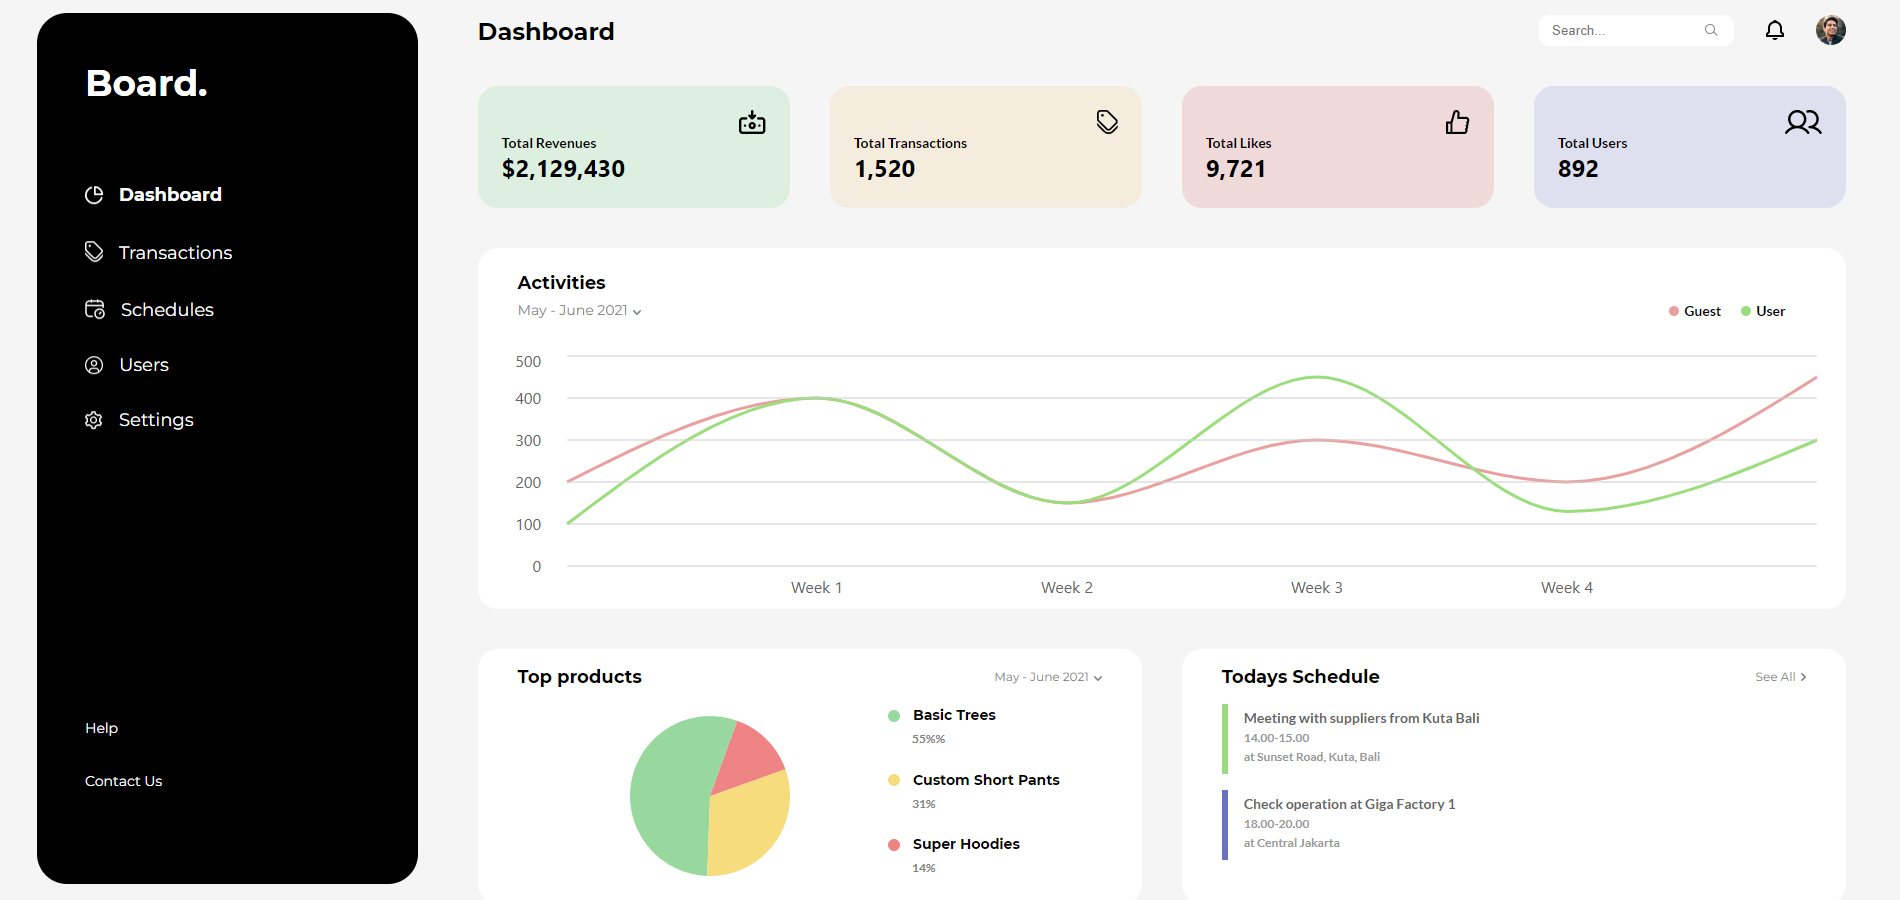 Board.
Dashboard
Transactions
Schedules
Users
Settings
Help
Contact Us
Dashboard
Search...
Total Revenues
$2,129,430
Total Transactions
1,520
Total Likes
9,721
Total Users
892
Activities
May - June 2021
Guest
User
500
400
300
200
100
0
Week 1
Week 2
Week 3
Week 4
Top products
May - June 2021
Basic Trees
55%%
Custom Short Pants
31%
Super Hoodies
14%
Todays Schedule
See All
Meeting with suppliers from Kuta Bali
14.00-15.00
at Sunset Road, Kuta, Bali
Check operation at Giga Factory 1
18.00-20.00
at Central Jakarta